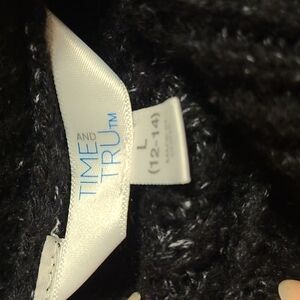 TIME AND
TRU™
L
(12-14)